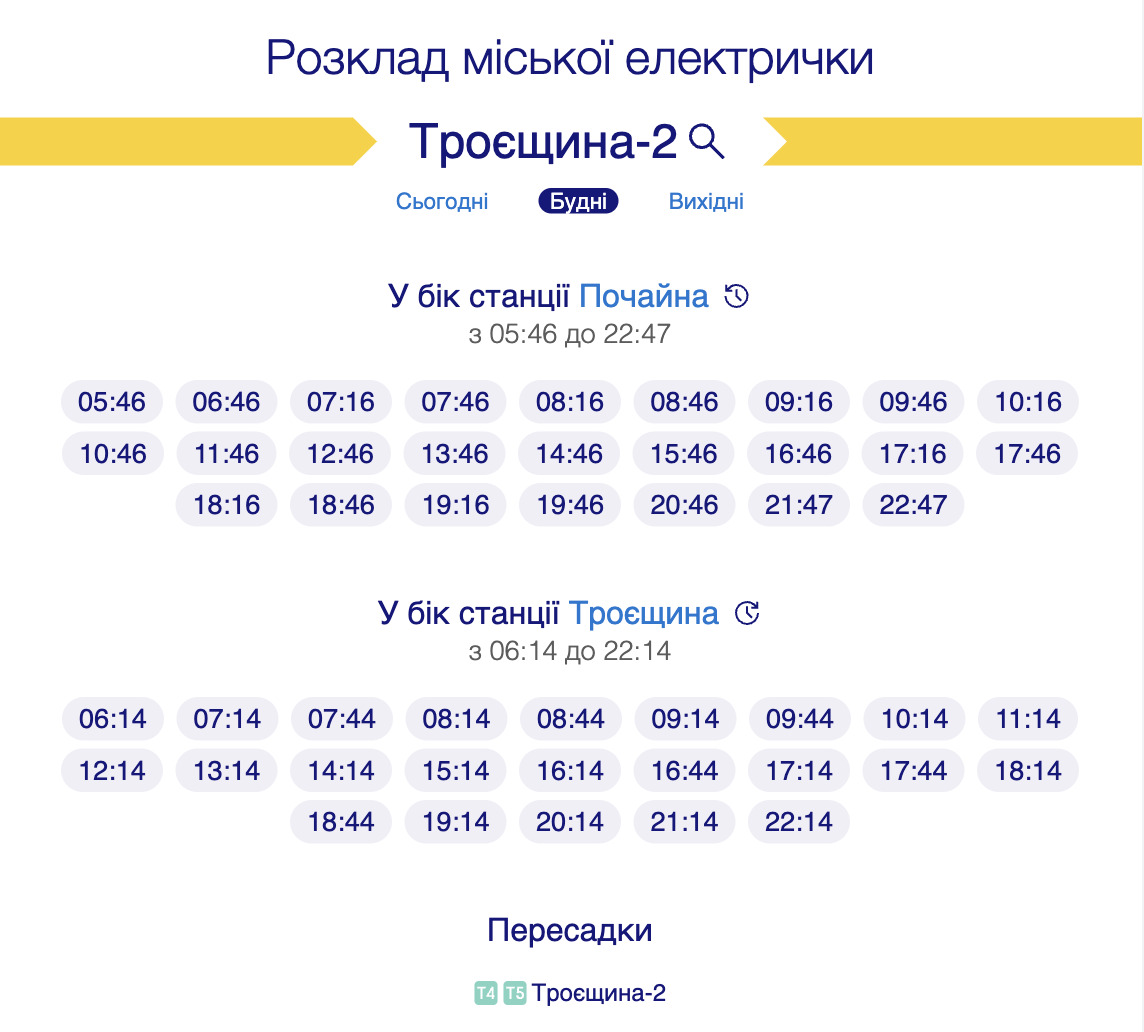 Розклад міської електрички
Троєщина-2
Сьогодні Будні Вихідні
У бік станції Почайна
з 05:46 до 22:47
05:46 06:46 07:16 07:46 08:16 08:46 09:16 09:46 10:16
10:46 11:46 12:46 13:46 14:46 15:46 16:46 17:16 17:46
18:16 18:46 19:16 19:46 20:46 21:47 22:47
У бік станції Троєщина
з 06:14 до 22:14
06:14 07:14 07:44 08:14 08:44 09:14 09:44 10:14 11:14
12:14 13:14 14:14 15:14 16:14 16:44 17:14 17:44 18:14
18:44 19:14 20:14 21:14 22:14
Пересадки
T4 T5 Троєщина-2